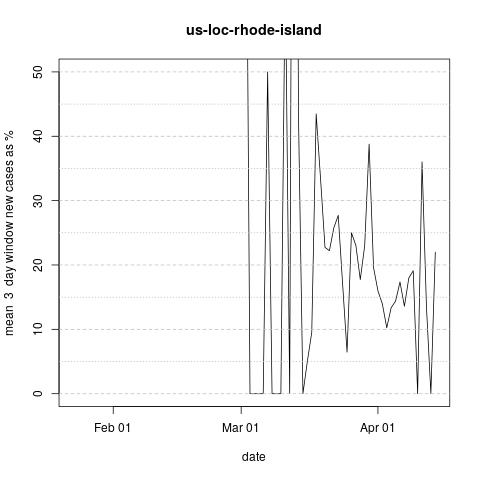 us-loc-rhode-island
mean 3 day window new cases as %
50
40
30
20
10
0
Feb 01
Mar 01
Apr 01
date